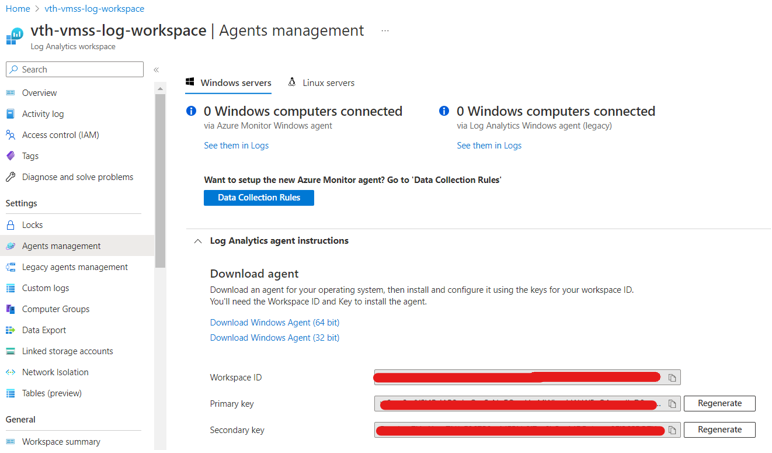 Home > vth-vmss-log-workspace
vth-vmss-log-workspace | Agents management ...
Log Analytics workspace
Search
«
Overview
Activity log
Access control (IAM)
Tags
Diagnose and solve problems
Settings
Locks
Agents management
Legacy agents management
Custom logs
Computer Groups
Data Export
Linked storage accounts
Network Isolation
Tables (preview)
General
Workspace summary
Windows servers
Linux servers
0 Windows computers connected
via Azure Monitor Windows agent
See them in Logs
0 Windows computers connected
via Log Analytics Windows agent (legacy)
See them in Logs
Want to setup the new Azure Monitor agent? Go to 'Data Collection Rules'
Data Collection Rules
Log Analytics agent instructions
Download agent
Download an agent for your operating system, then install and configure it using the keys for your workspace ID.
You'll need the Workspace ID and Key to install the agent.
Download Windows Agent (64 bit)
Download Windows Agent (32 bit)
Workspace ID
Primary key
Regenerate
Secondary key
Regenerate